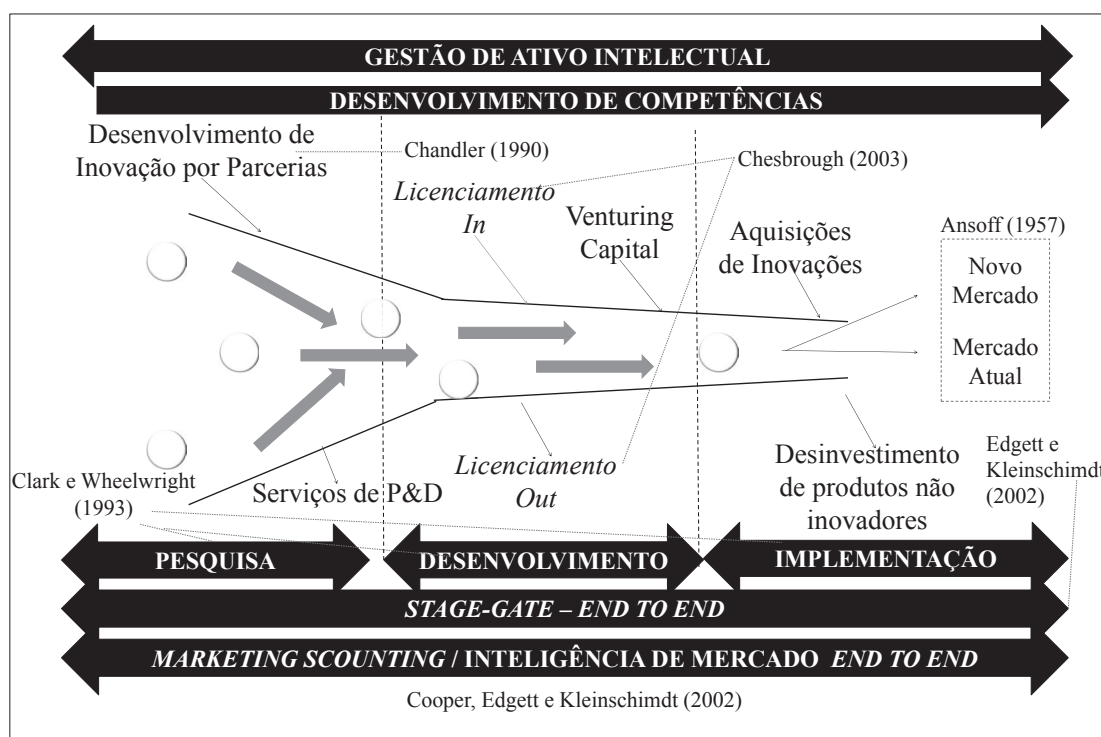 GESTÃO DE ATIVO INTELECTUAL
DESENVOLVIMENTO DE COMPETÊNCIAS
Desenvolvimento de
Inovação por Parcerias
Chandler (1990)
Licenciamento
In
Chesbrough (2003)
Venturing
Capital
Aquisições
de Inovações
Ansoff (1957)
Novo
Mercado
Mercado
Atual
Clark e Wheelwright
(1993)
Serviços de P&D
Licenciamento
Out
Desinvestimento
de produtos não
inovadores
Edgett e
Kleinschimdt
(2002)
PESQUISA
DESENVOLVIMENTO
IMPLEMENTAÇÃO
STAGE-GATE – END TO END
MARKETING SCOUNTING / INTELIGÊNCIA DE MERCADO END TO END
Cooper, Edgett e Kleinschimdt (2002)